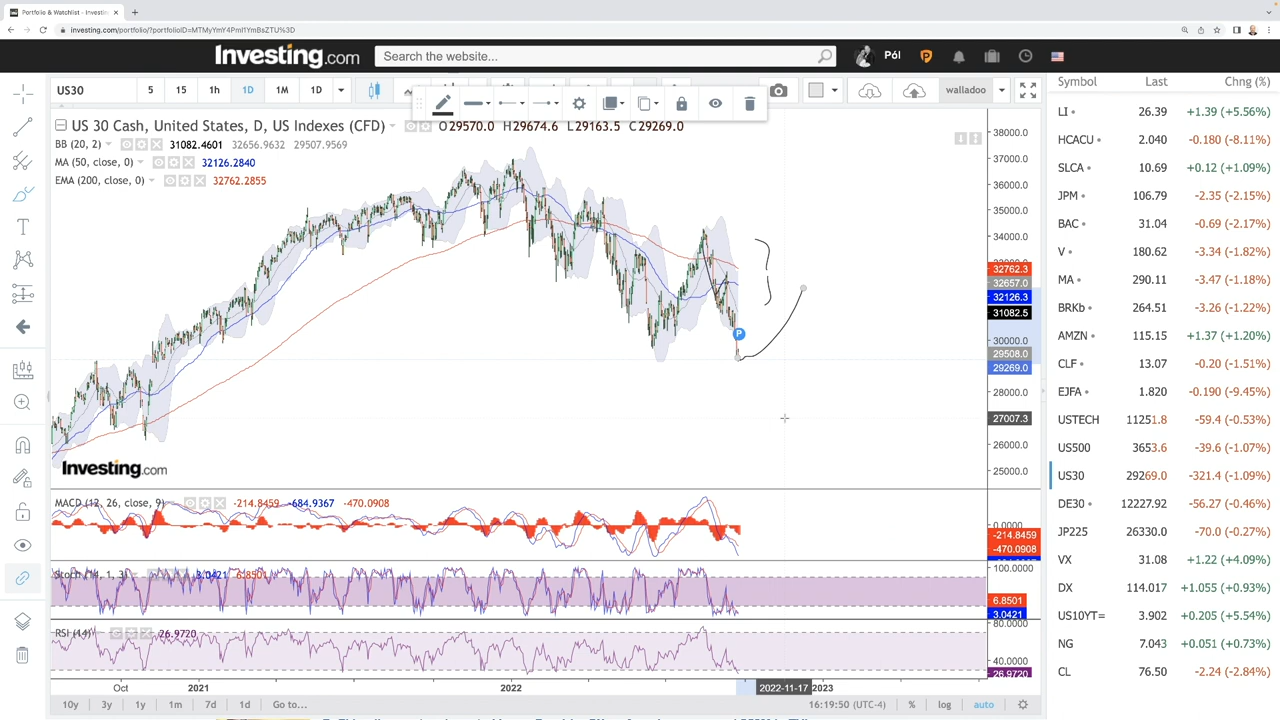 Portfolio & Watchlist - Investin
investing.com/portfolio/?portfolioID=MTMyYmY4PmI1YmBsZTU%3D
Investing.com Search the website... Pól
US30 5 15 1h 1D 1M 1D walladoo
US 30 Cash, United States, D, US Indexes (CFD) O29570.0 H29674.6 L29163.5 C29269.0
BB (20, 2) 31082.4601 32656.9632 29507.9569
MA (50, close, 0) 32126.2840
EMA (200, close, 0) 32762.2855
38000.0
37000.0
36000.0
35000.0
34000.0
32762.3
32657.0
32126.3
31082.5
30000.0
29508.0
29269.0
28000.0
27007.3
26000.0
25000.0
P
Investing.com
MACD (12, 26, close, 9) -214.8459 -684.9367 -470.0908
0.0000
-214.8459
-470.0908
Stoch (14, 1, 3) 3.0421 6.8501
100.0000
6.8501
3.0421
RSI (14) 26.9720
80.0000
40.0000
26.9720
Oct 2021 2022 2022-11-17 2023
10y 3y 1y 1m 7d 1d Go to... 16:19:50 (UTC-4) % log auto
Symbol Last Chng (%)
LI 26.39 +1.39 (+5.56%)
HCACU 2.040 -0.180 (-8.11%)
SLCA 10.69 +0.12 (+1.09%)
JPM 106.79 -2.35 (-2.15%)
BAC 31.04 -0.69 (-2.17%)
V 180.62 -3.34 (-1.82%)
MA 290.11 -3.47 (-1.18%)
BRKb 264.51 -3.26 (-1.22%)
AMZN 115.15 +1.37 (+1.20%)
CLF 13.07 -0.20 (-1.51%)
EJFA 1.820 -0.190 (-9.45%)
USTECH 11251.8 -59.4 (-0.53%)
US500 3653.6 -39.6 (-1.07%)
US30 29269.0 -321.4 (-1.09%)
DE30 12227.92 -56.27 (-0.46%)
JP225 26330.0 -70.0 (-0.27%)
VX 31.08 +1.22 (+4.09%)
DX 114.017 +1.055 (+0.93%)
US10YT= 3.902 +0.205 (+5.54%)
NG 7.043 +0.051 (+0.73%)
CL 76.50 -2.24 (-2.84%)